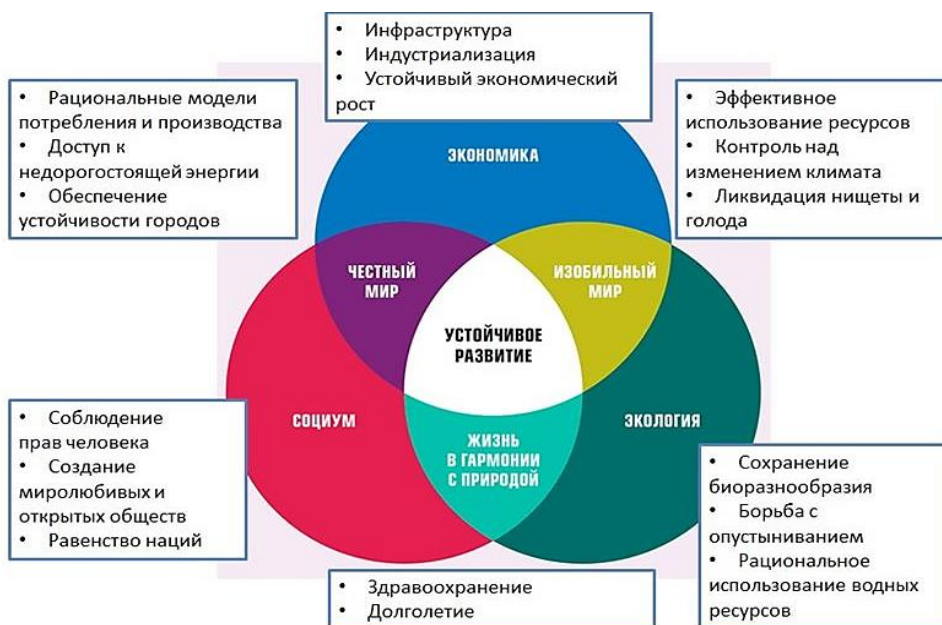 • Инфраструктура
• Индустриализация
• Устойчивый экономический
рост
• Рациональные модели
потребления и производства
• Доступ к
недорогостоящей энергии
• Обеспечение
устойчивости городов
• Эффективное
использование ресурсов
• Контроль над
изменением климата
• Ликвидация нищеты и
голода
ЭКОНОМИКА
ЧЕСТНЫЙ
МИР
ИЗОБИЛЬНЫЙ
МИР
УСТОЙЧИВОЕ
РАЗВИТИЕ
СОЦИУМ
ЭКОЛОГИЯ
ЖИЗНЬ
В ГАРМОНИИ
С ПРИРОДОЙ
• Соблюдение
прав человека
• Создание
миролюбивых и
открытых обществ
• Равенство наций
• Сохранение
биоразнообразия
• Борьба с
опустыниванием
• Рациональное
использование водных
ресурсов
• Здравоохранение
• Долголетие